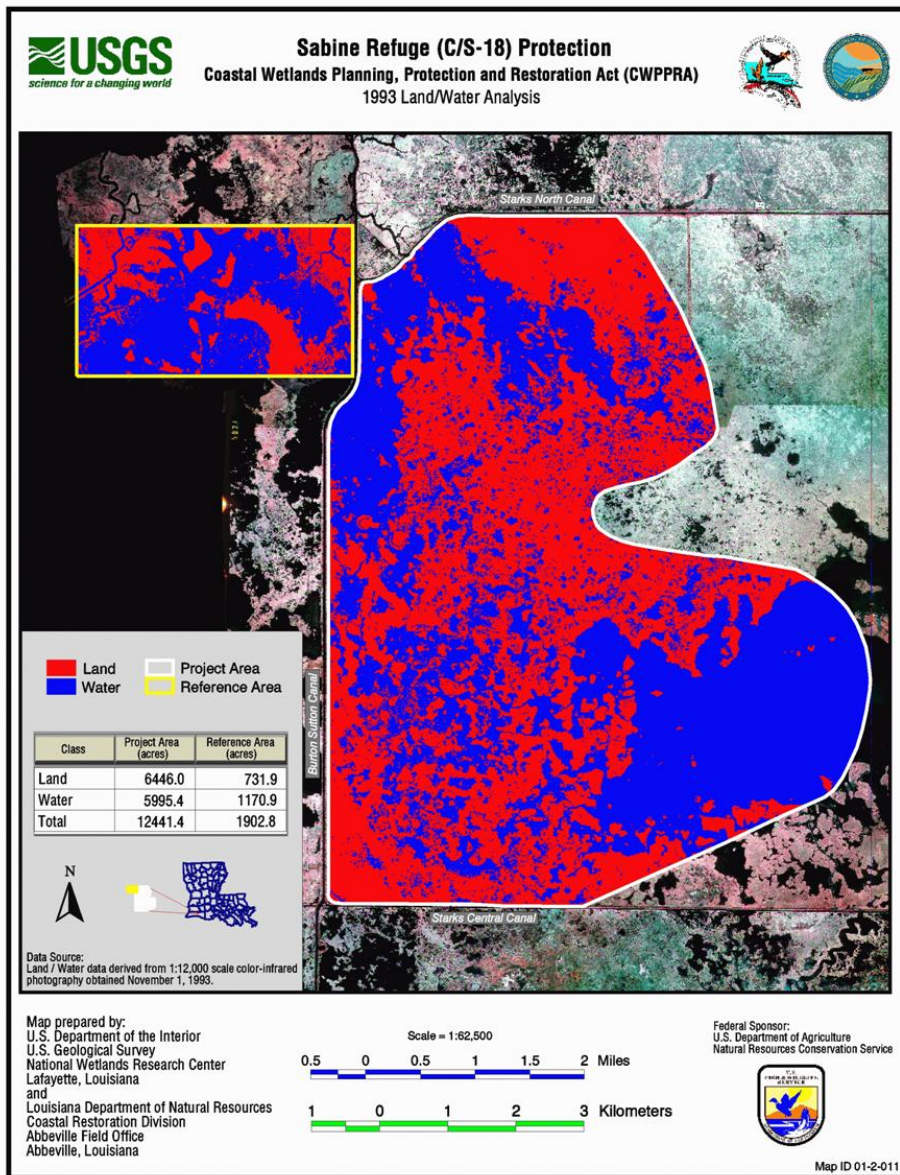 USGS
science for a changing world
Sabine Refuge (C/S-18) Protection
Coastal Wetlands Planning, Protection and Restoration Act (CWPPRA)
1993 Land/Water Analysis
Starks North Canal
Burton Sutton Canal
Starks Central Canal
Land
Water
Project Area
Reference Area
Class Project Area (acres) Reference Area (acres)
Land 6446.0 731.9
Water 5995.4 1170.9
Total 12441.4 1902.8
N
Data Source:
Land / Water data derived from 1:12,000 scale color-infrared
photography obtained November 1, 1993.
Map prepared by:
U.S. Department of the Interior
U.S. Geological Survey
National Wetlands Research Center
Lafayette, Louisiana
and
Louisiana Department of Natural Resources
Coastal Restoration Division
Abbeville Field Office
Abbeville, Louisiana
Scale = 1:62,500
0.5 0 0.5 1 1.5 2 Miles
1 0 1 2 3 Kilometers
Federal Sponsor:
U.S. Department of Agriculture
Natural Resources Conservation Service
U.S.
FISH & WILDLIFE
SERVICE
Map ID 01-2-011